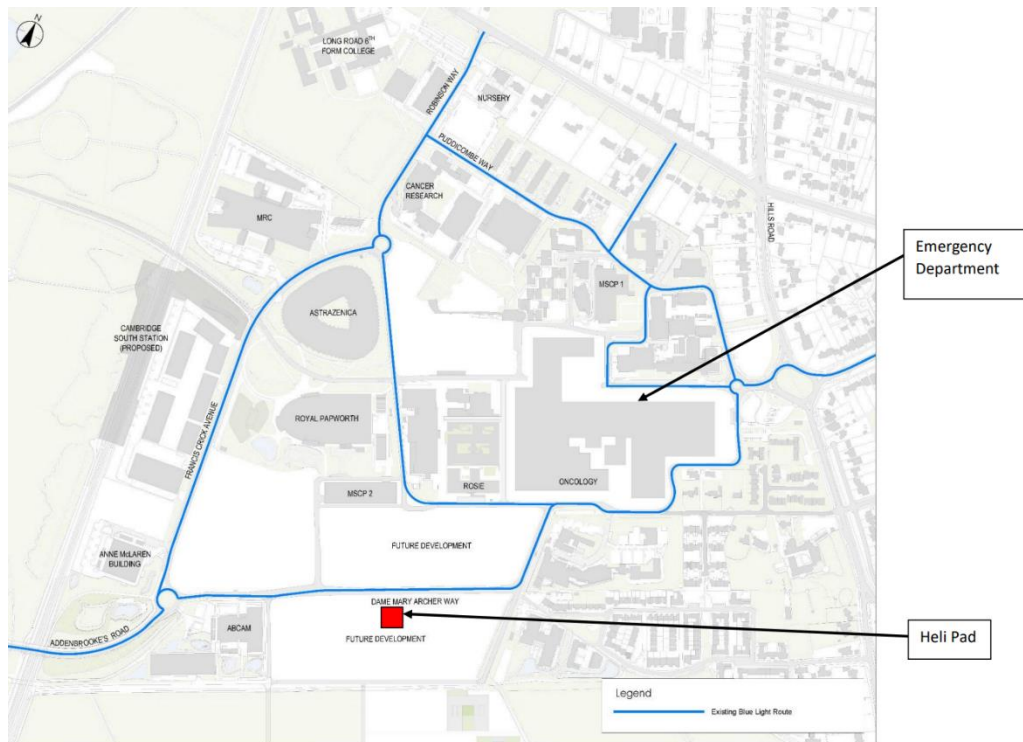 N
LONG ROAD 6TH
FORM COLLEGE
ROBINSON WAY
NURSERY
PUDDICOMBE WAY
CANCER
RESEARCH
MRC
HILLS ROAD
Emergency
Department
MSCP 1
ASTRAZENICA
CAMBRIDGE
SOUTH STATION
(PROPOSED)
FRANCIS CRICK AVENUE
ROYAL PAPWORTH
MSCP 2
ROSIE
ONCOLOGY
FUTURE DEVELOPMENT
ANNE McLAREN
BUILDING
DAME MARY ARCHER WAY
ABCAM
FUTURE DEVELOPMENT
ADDENBROOKE'S ROAD
Heli Pad
Legend
Existing Blue Light Route